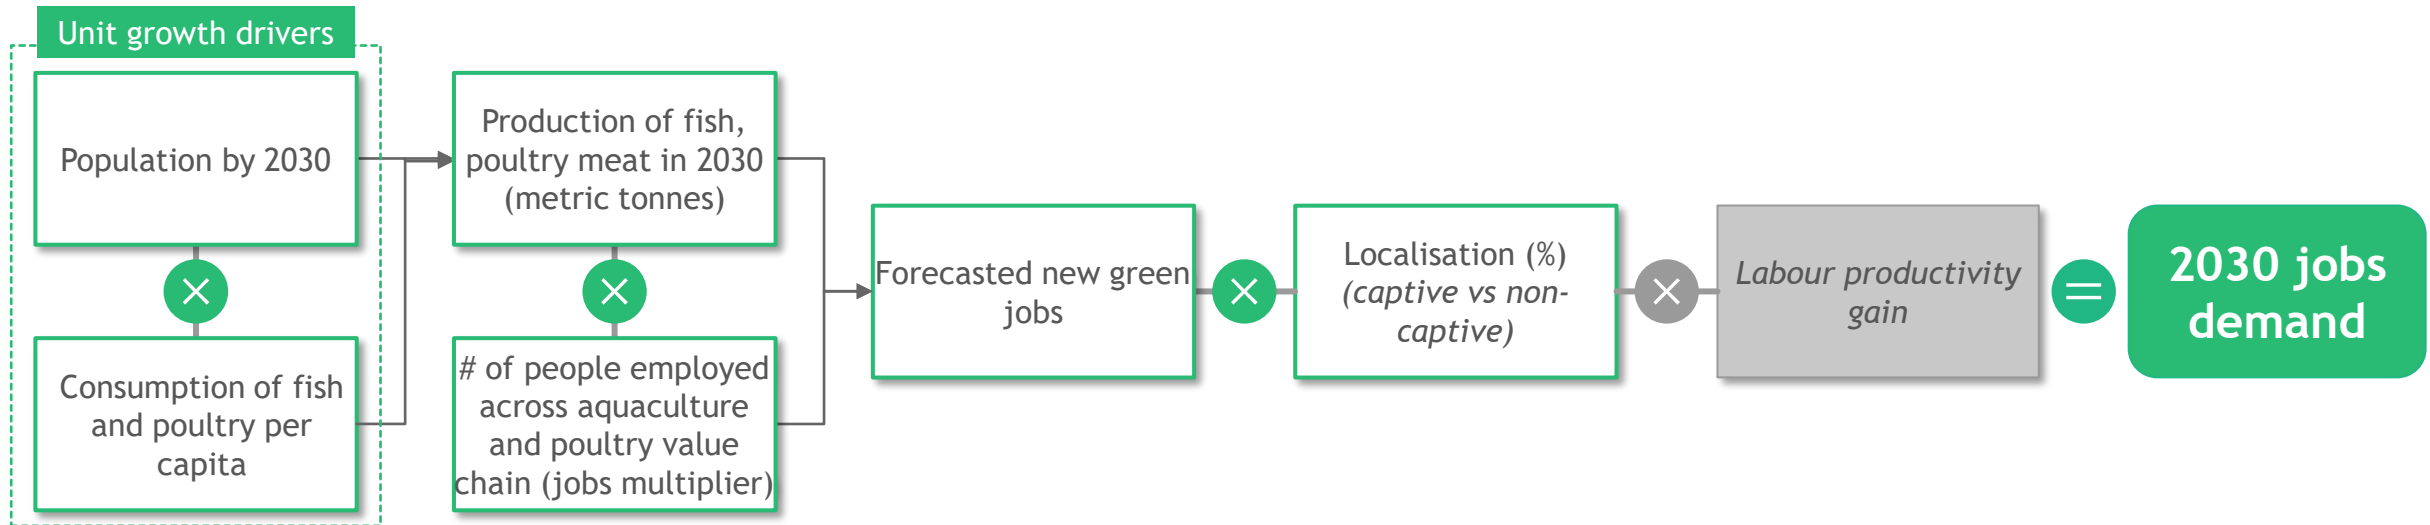 Unit growth drivers
Population by 2030
×
Consumption of fish
and poultry per
capita
Production of fish,
poultry meat in 2030
(metric tonnes)
×
# of people employed
across aquaculture
and poultry value
chain (jobs multiplier)
Forecasted new green
jobs
×
Localisation (%)
(captive vs non-
captive)
×
Labour productivity
gain
=
2030 jobs
demand